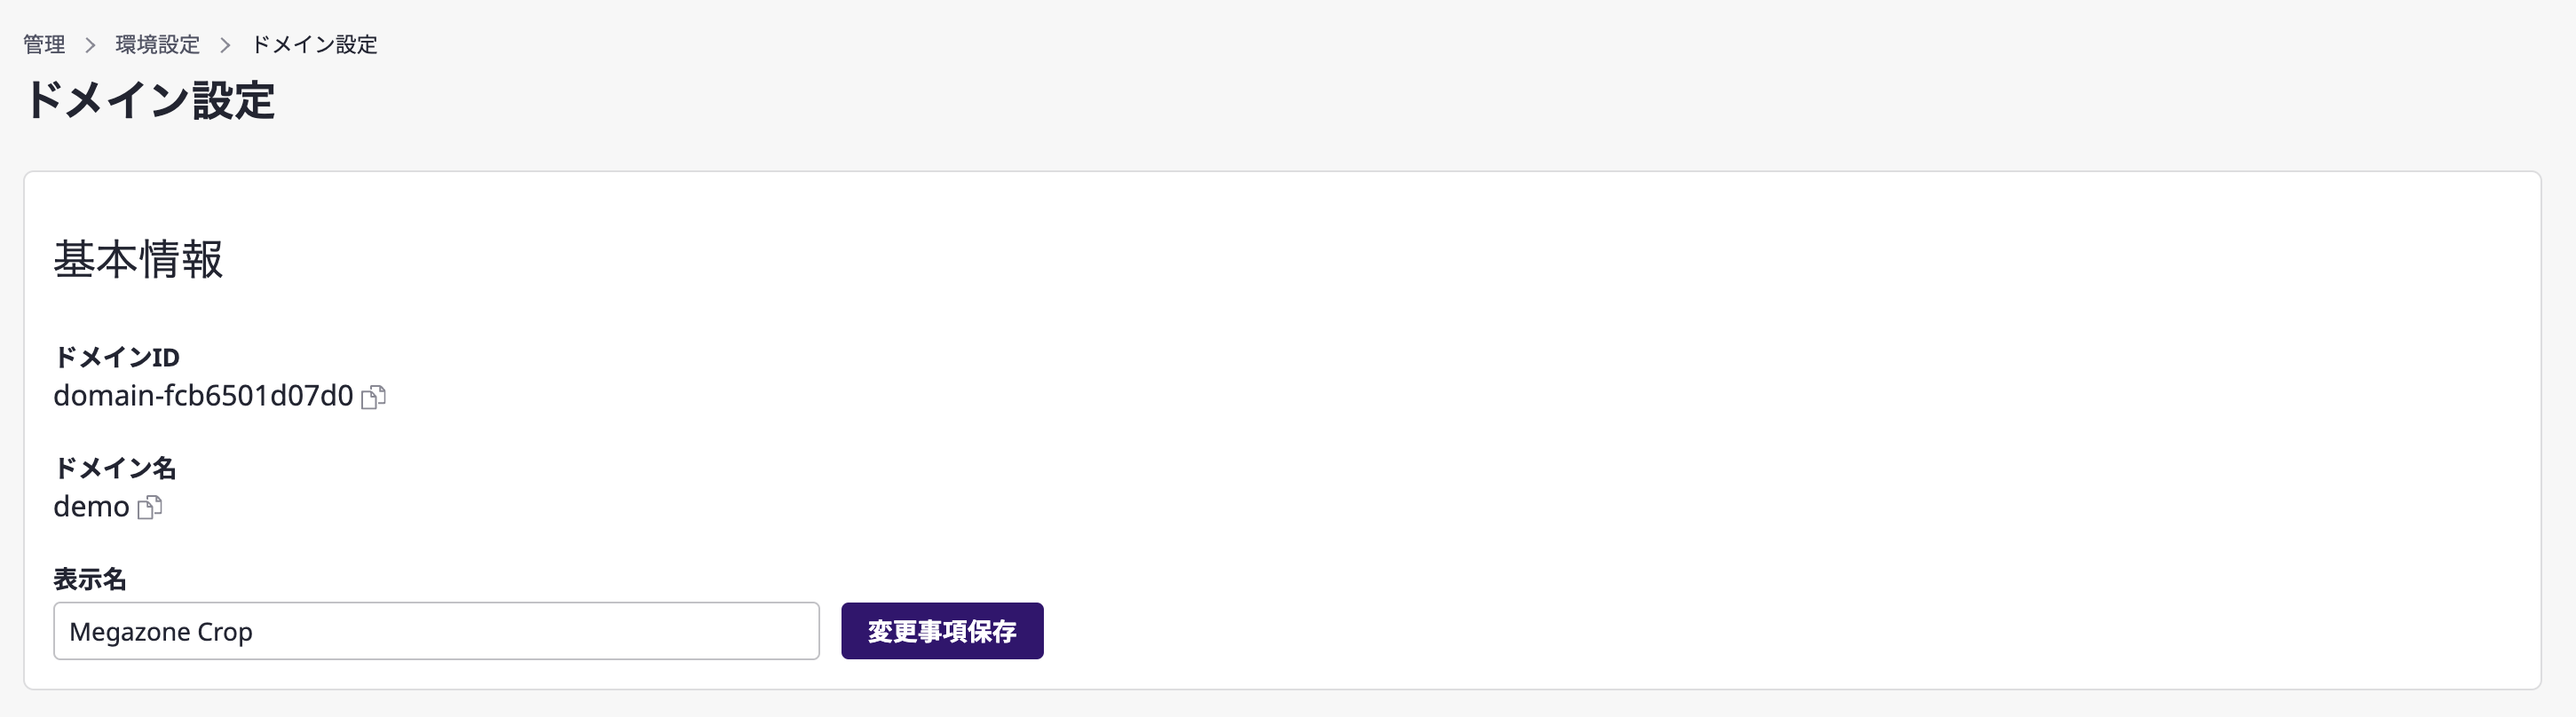 管理 > 環境設定 > ドメイン設定
ドメイン設定
基本情報
ドメインID
domain-fcb6501d07d0
ドメイン名
demo
表示名
Megazone Crop
変更事項保存